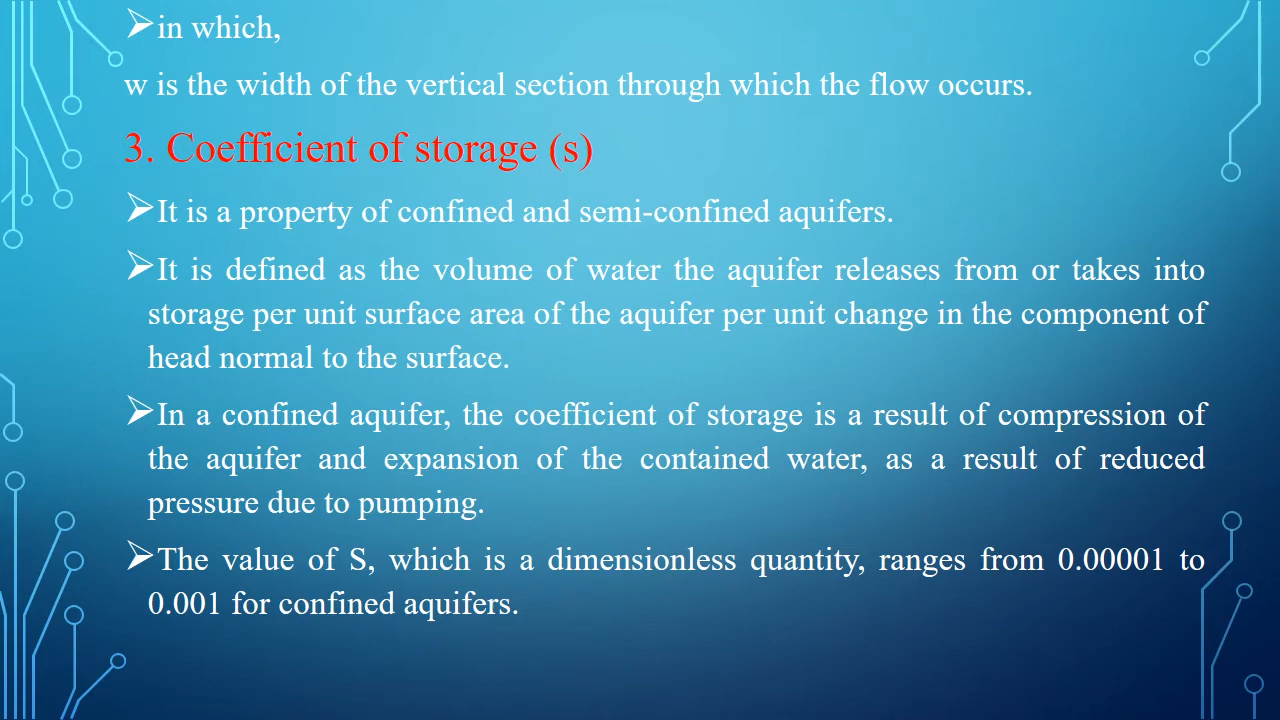 ➢in which,
w is the width of the vertical section through which the flow occurs.
3. Coefficient of storage (s)
➢It is a property of confined and semi-confined aquifers.
➢It is defined as the volume of water the aquifer releases from or takes into
storage per unit surface area of the aquifer per unit change in the component of
head normal to the surface.
➢In a confined aquifer, the coefficient of storage is a result of compression of
the aquifer and expansion of the contained water, as a result of reduced
pressure due to pumping.
➢The value of S, which is a dimensionless quantity, ranges from 0.00001 to
0.001 for confined aquifers.